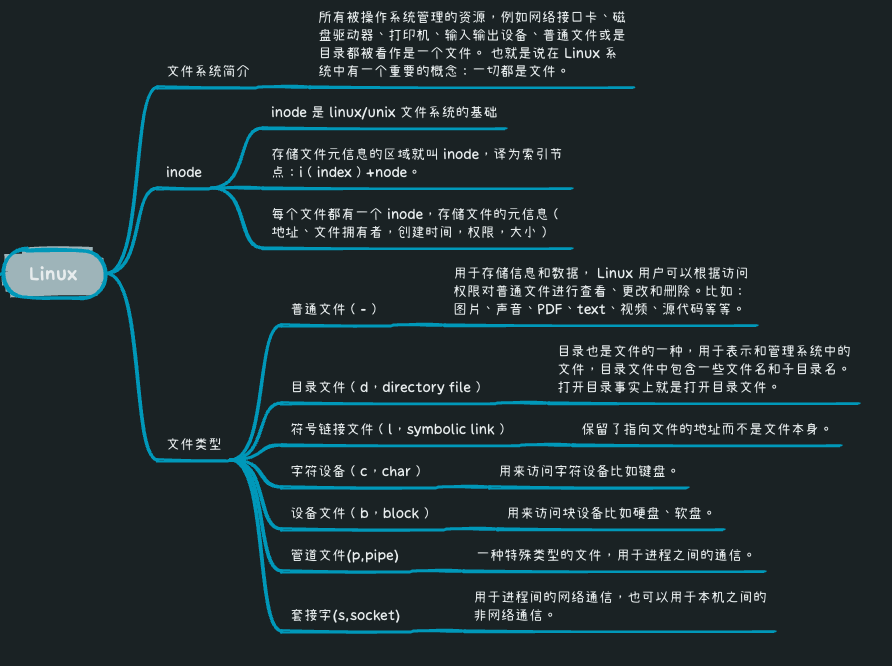 所有被操作系统管理的资源，例如网络接口卡、磁
盘驱动器、打印机、输入输出设备、普通文件或是
目录都被看作是一个文件。 也就是说在 Linux 系
统中有一个重要的概念：一切都是文件。
文件系统简介
inode 是 linux/unix 文件系统的基础
存储文件元信息的区域就叫 inode，译为索引节
点：i（index）+node。
inode
每个文件都有一个 inode，存储文件的元信息（
地址、文件拥有者，创建时间，权限，大小）
Linux
用于存储信息和数据， Linux 用户可以根据访问
权限对普通文件进行查看、更改和删除。比如：
图片、声音、PDF、text、视频、源代码等等。
普通文件（-）
目录也是文件的一种，用于表示和管理系统中的
文件，目录文件中包含一些文件名和子目录名。
打开目录事实上就是打开目录文件。
目录文件（d，directory file）
符号链接文件（l，symbolic link）
保留了指向文件的地址而不是文件本身。
文件类型
字符设备（c，char）
用来访问字符设备比如键盘。
设备文件（b，block）
用来访问块设备比如硬盘、软盘。
管道文件(p,pipe)
一种特殊类型的文件，用于进程之间的通信。
用于进程间的网络通信，也可以用于本机之间的
非网络通信。
套接字(s,socket)